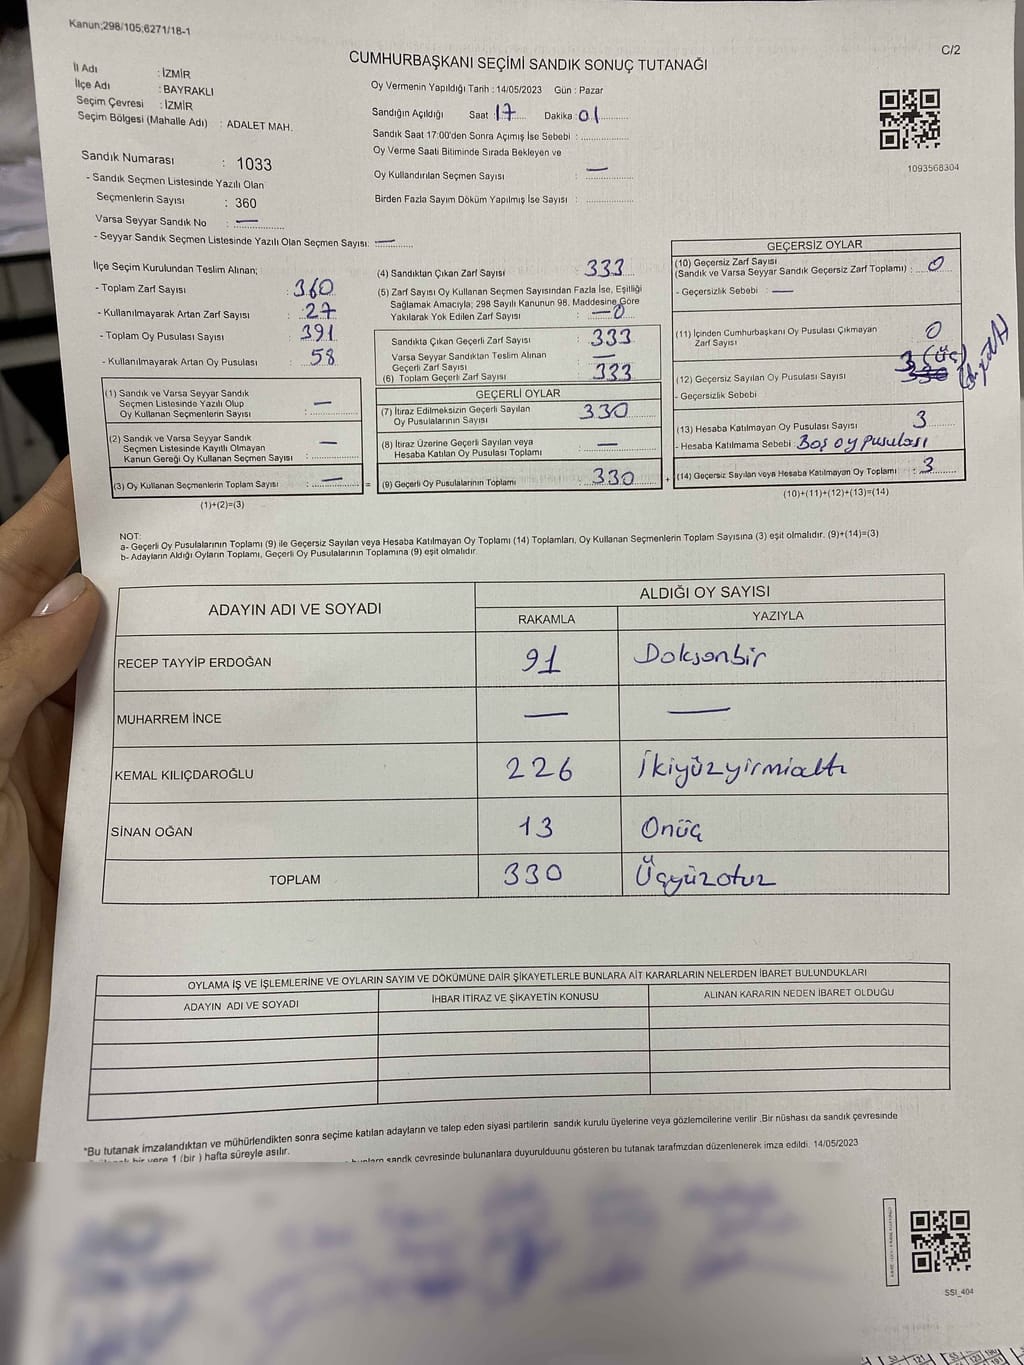 Kanun;298/105;6271/18-1
C/2
CUMHURBAŞKANI SEÇİMİ SANDIK SONUÇ TUTANAĞI
İl Adı : İZMİR
İlçe Adı : BAYRAKLI
Seçim Çevresi : İZMİR
Seçim Bölgesi (Mahalle Adı) : ADALET MAH.
Sandık Numarası : 1033
- Sandık Seçmen Listesinde Yazılı Olan
Seçmenlerin Sayısı : 360
Varsa Seyyar Sandık No : —
- Seyyar Sandık Seçmen Listesinde Yazılı Olan Seçmen Sayısı: —
Oy Vermenin Yapıldığı Tarih : 14/05/2023 Gün : Pazar
Sandığın Açıldığı Saat : 17 Dakika : 01
Sandık Saat 17:00'den Sonra Açımış İse Sebebi :
Oy Verme Saati Bitiminde Sırada Bekleyen ve
Oy Kullandırılan Seçmen Sayısı : —
Birden Fazla Sayım Döküm Yapılmış İse Sayısı :
1093568304
İlçe Seçim Kurulundan Teslim Alınan;
- Toplam Zarf Sayısı : 360
- Kullanılmayarak Artan Zarf Sayısı : 27
- Toplam Oy Pusulası Sayısı : 391
- Kullanılmayarak Artan Oy Pusulası : 58
(1) Sandık ve Varsa Seyyar Sandık
Seçmen Listesinde Yazılı Olup
Oy Kullanan Seçmenlerin Sayısı : —
(2) Sandık ve Varsa Seyyar Sandık
Seçmen Listesinde Kayıtlı Olmayan
Kanun Gereği Oy Kullanan Seçmen Sayısı : —
(3) Oy Kullanan Seçmenlerin Toplam Sayısı : —
(1)+(2)=(3)
(4) Sandıktan Çıkan Zarf Sayısı : 333
(5) Zarf Sayısı Oy Kullanan Seçmen Sayısından Fazla İse, Eşitliği
Sağlamak Amacıyla; 298 Sayılı Kanunun 98. Maddesine Göre
Yakılarak Yok Edilen Zarf Sayısı : —0
Sandıkta Çıkan Geçerli Zarf Sayısı : 333
Varsa Seyyar Sandıktan Teslim Alınan
Geçerli Zarf Sayısı : —
(6) Toplam Geçerli Zarf Sayısı : 333
GEÇERLİ OYLAR
(7) İtiraz Edilmeksizin Geçerli Sayılan
Oy Pusulalarının Sayısı : 330
(8) İtiraz Üzerine Geçerli Sayılan veya
Hesaba Katılan Oy Pusulası Toplamı : —
= (9) Geçerli Oy Pusulalarının Toplamı : 330 +
GEÇERSİZ OYLAR
(10) Geçersiz Zarf Sayısı
(Sandık ve Varsa Seyyar Sandık Geçersiz Zarf Toplamı) : 0
- Geçersizlik Sebebi : —
(11) İçinden Cumhurbaşkanı Oy Pusulası Çıkmayan
Zarf Sayısı : 0
3 (Üç)
(12) Geçersiz Sayılan Oy Pusulası Sayısı : 330
- Geçersizlik Sebebi
(13) Hesaba Katılmayan Oy Pusulası Sayısı : 3
- Hesaba Katılmama Sebebi : Boş oy pusulası
(14) Geçersiz Sayılan veya Hesaba Katılmayan Oy Toplamı : 3
(10)+(11)+(12)+(13)=(14)
NOT:
a- Geçerli Oy Pusulalarının Toplamı (9) ile Geçersiz Sayılan veya Hesaba Katılmayan Oy Toplamı (14) Toplamları, Oy Kullanan Seçmenlerin Toplam Sayısına (3) eşit olmalıdır. (9)+(14)=(3)
b- Adayların Aldığı Oyların Toplamı, Geçerli Oy Pusulalarının Toplamına (9) eşit olmalıdır.
ADAYIN ADI VE SOYADI
ALDIĞI OY SAYISI
RAKAMLA YAZIYLA
RECEP TAYYİP ERDOĞAN 91 Doksanbir
MUHARREM İNCE — —
KEMAL KILIÇDAROĞLU 226 İkiyüzyirmialtı
SİNAN OĞAN 13 Onüç
TOPLAM 330 Üçyüzotuz
OYLAMA İŞ VE İŞLEMLERİNE VE OYLARIN SAYIM VE DÖKÜMÜNE DAİR ŞİKAYETLERLE BUNLARA AİT KARARLARIN NELERDEN İBARET BULUNDUKLARI
ADAYIN ADI VE SOYADI İHBAR İTİRAZ VE ŞİKAYETİN KONUSU ALINAN KARARIN NEDEN İBARET OLDUĞU
*Bu tutanak imzalandıktan ve mühürlendikten sonra seçime katılan adayların ve talep eden siyasi partilerin sandık kurulu üyelerine veya gözlemcilerine verilir .Bir nüshası da sandık çevresinde
bir yere 1 (bir ) hafta süreyle asılır.
sandk çevresinde bulunanlara duyurulduunu gösteren bu tutanak tarafmzdan düzenlenerek imza edildi. 14/05/2023
SSI_404